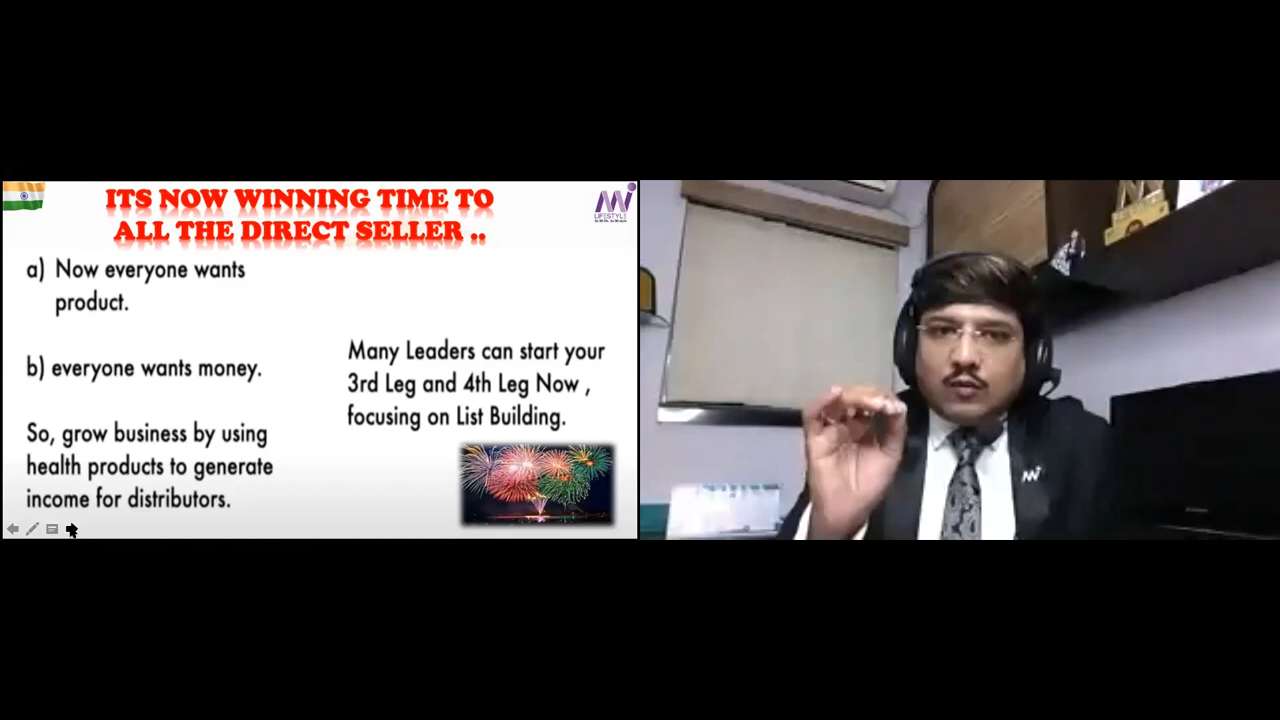 ITS NOW WINNING TIME TO
ALL THE DIRECT SELLER ..
LIFESTYLE
a) Now everyone wants
product.
b) everyone wants money.
So, grow business by using
health products to generate
income for distributors.
Many Leaders can start your
3rd Leg and 4th Leg Now ,
focusing on List Building.